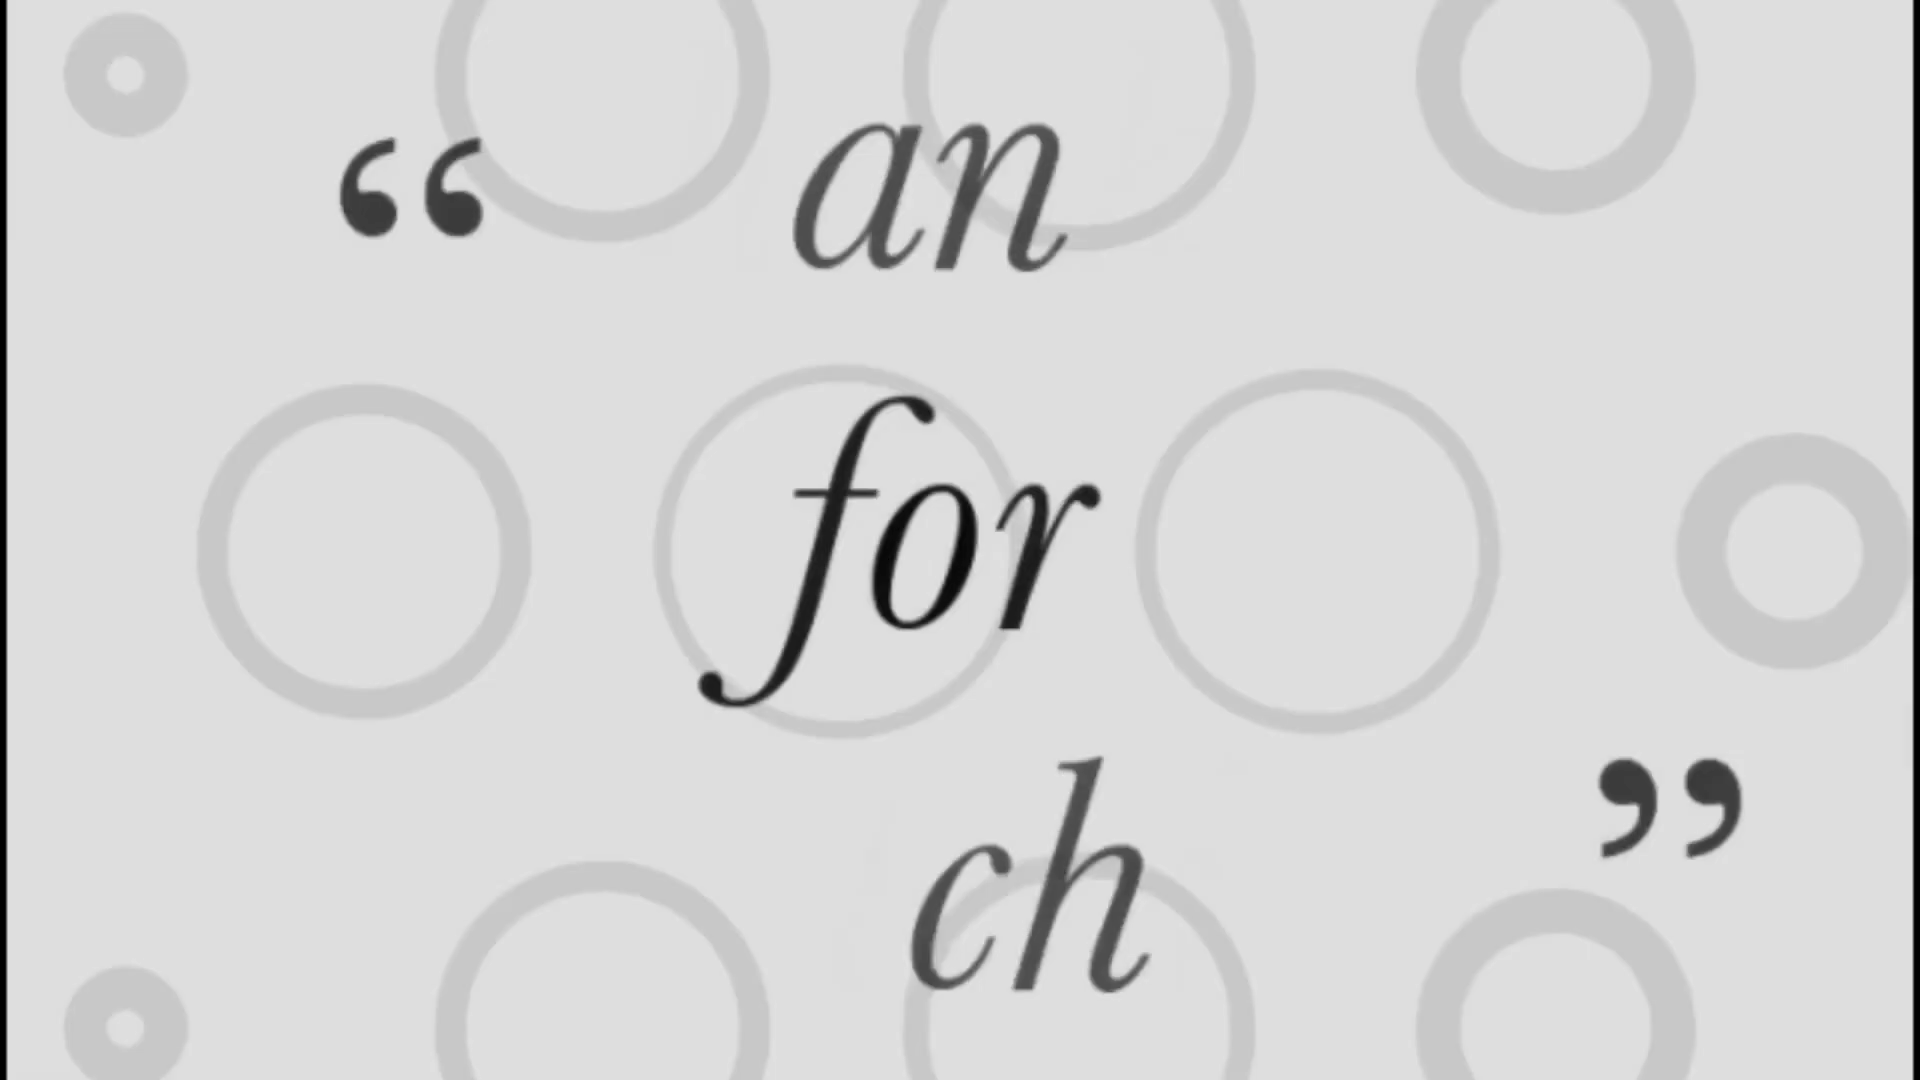 “ an
for
ch ”